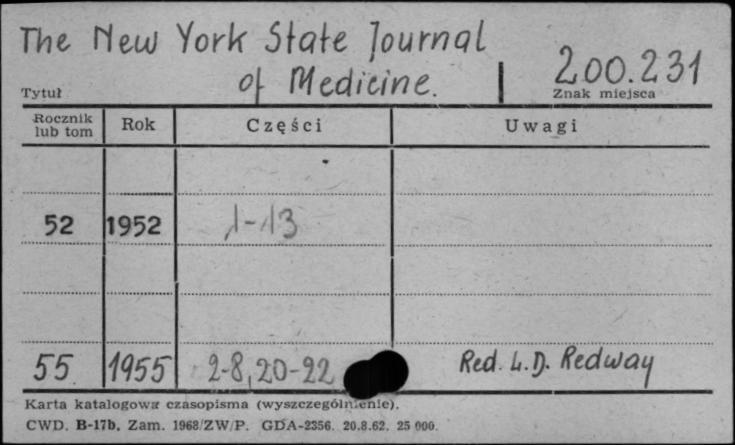 The New York State Journal
of Medicine. | 200.231
Tytuł Znak miejsca
Rocznik lub tom Rok Części Uwagi
52 1952 1-13
55 1955 2-8, 20-22 Red. L.D. Redway
Karta katalogowa czasopisma (wyszczególnienie).
CWD. B-17b. Zam. 1968/ZW/P. GDA-2356. 20.8.62. 25 000.